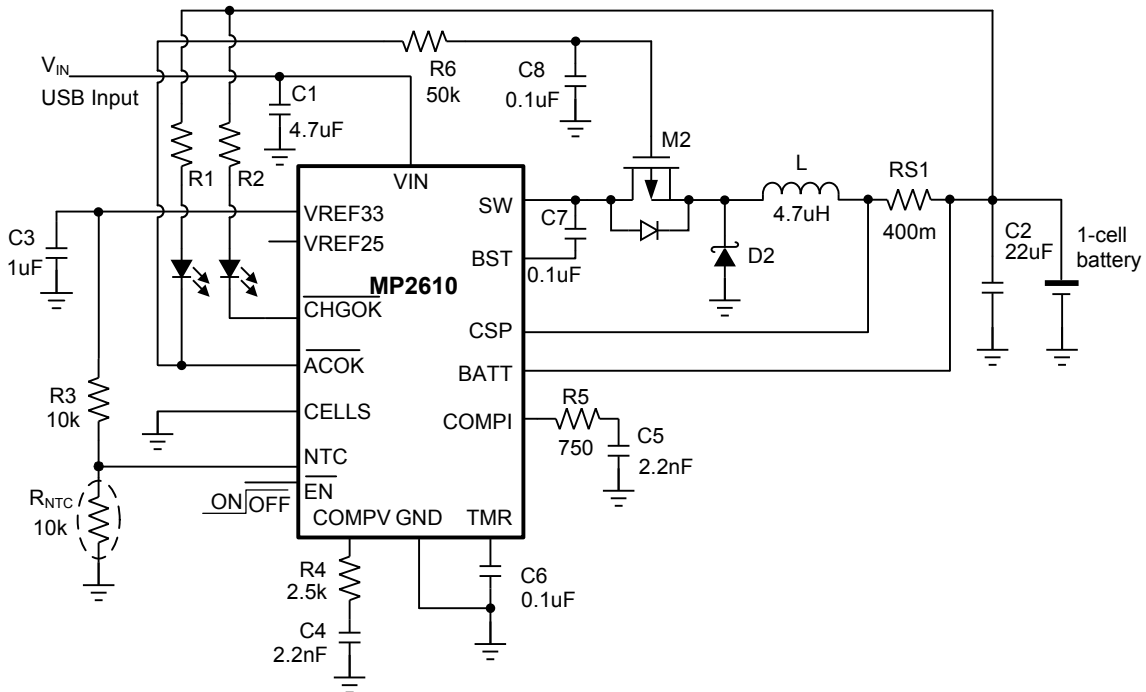 V_IN
USB Input
C1
4.7uF
R6
50k
C8
0.1uF
M2
L
4.7uH
RS1
400m
C2
22uF
1-cell
battery
R1
R2
C3
1uF
VIN
VREF33
VREF25
MP2610
CHGOK
ACOK
CELLS
NTC
EN
COMPV
GND
TMR
SW
BST
CSP
BATT
COMPI
C7
0.1uF
D2
R3
10k
R_NTC
10k
ON
OFF
R5
750
C5
2.2nF
R4
2.5k
C4
2.2nF
C6
0.1uF